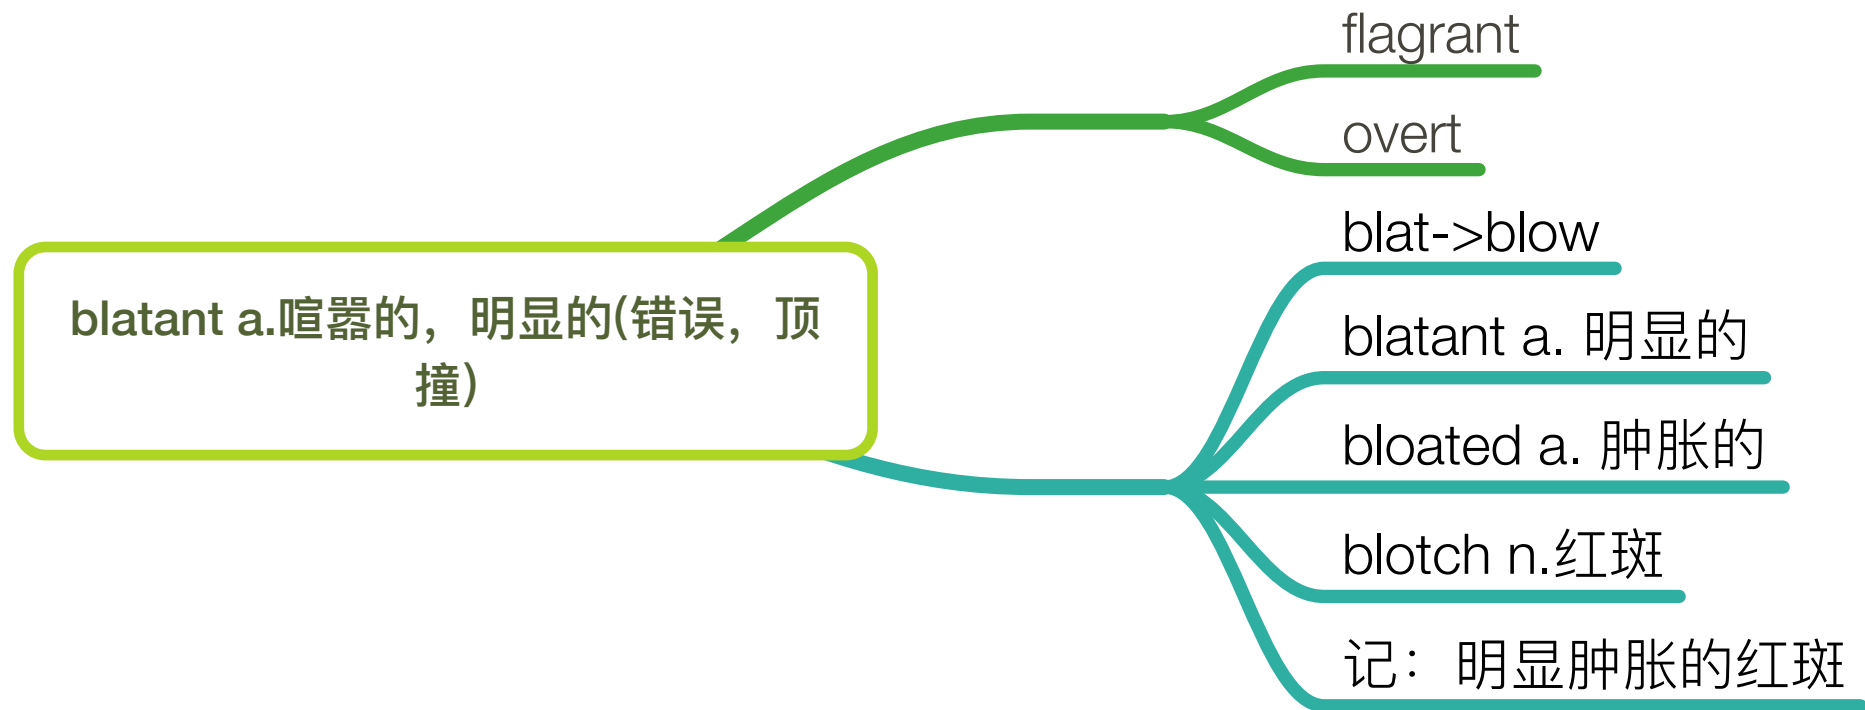 flagrant
overt
blat->blow
blatant a.喧嚣的，明显的(错误，顶
撞)
blatant a. 明显的
bloated a. 肿胀的
blotch n.红斑
记：明显肿胀的红斑